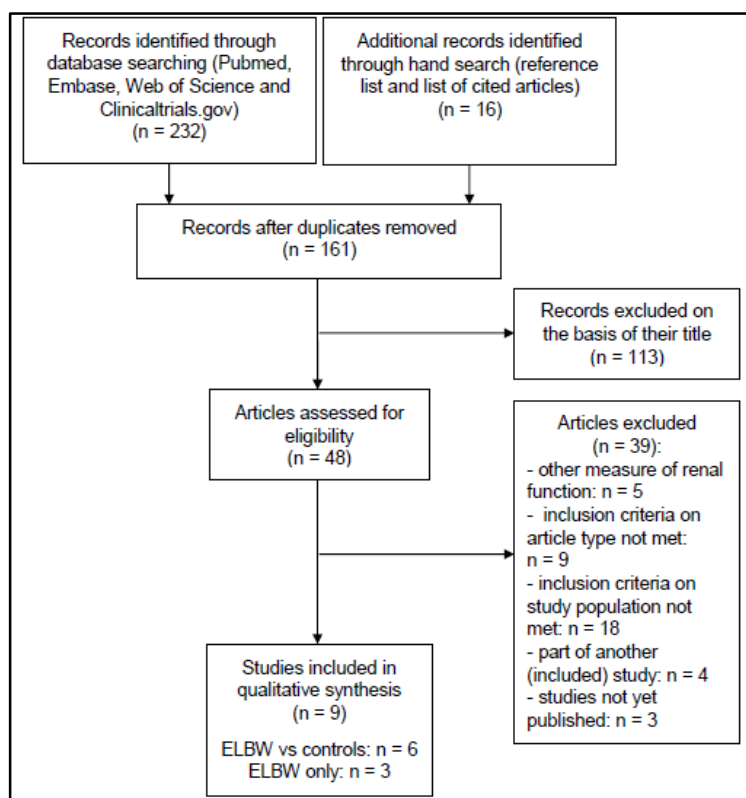 Records identified through
database searching (Pubmed,
Embase, Web of Science and
Clinicaltrials.gov)
(n = 232)
Additional records identified
through hand search (reference
list and list of cited articles)
(n = 16)
Records after duplicates removed
(n = 161)
Records excluded on
the basis of their title
(n = 113)
Articles assessed for
eligibility
(n = 48)
Articles excluded
(n = 39):
- other measure of renal
function: n = 5
- inclusion criteria on
article type not met:
n = 9
- inclusion criteria on
study population not
met: n = 18
- part of another
(included) study: n = 4
- studies not yet
published: n = 3
Studies included in
qualitative synthesis
(n = 9)
ELBW vs controls: n = 6
ELBW only: n = 3